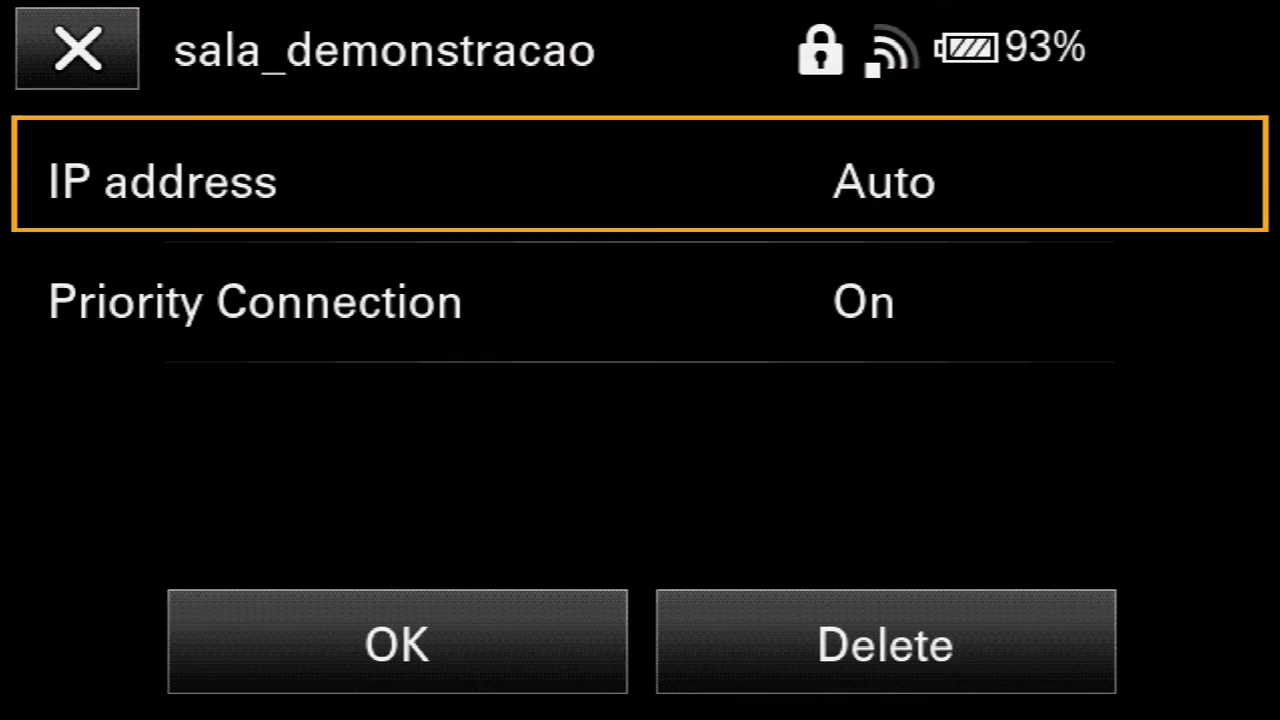 sala_demonstracao 93%
IP address Auto
Priority Connection On
OK Delete